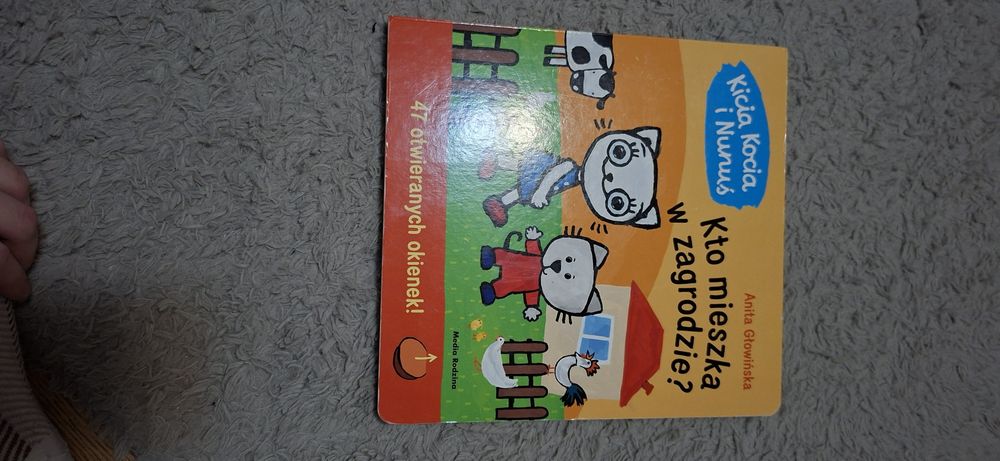 Kicia Kocia
i Nunuś
Anita Głowińska
Kto mieszka
w zagrodzie?
47 otwieranych okienek!
Media Rodzina